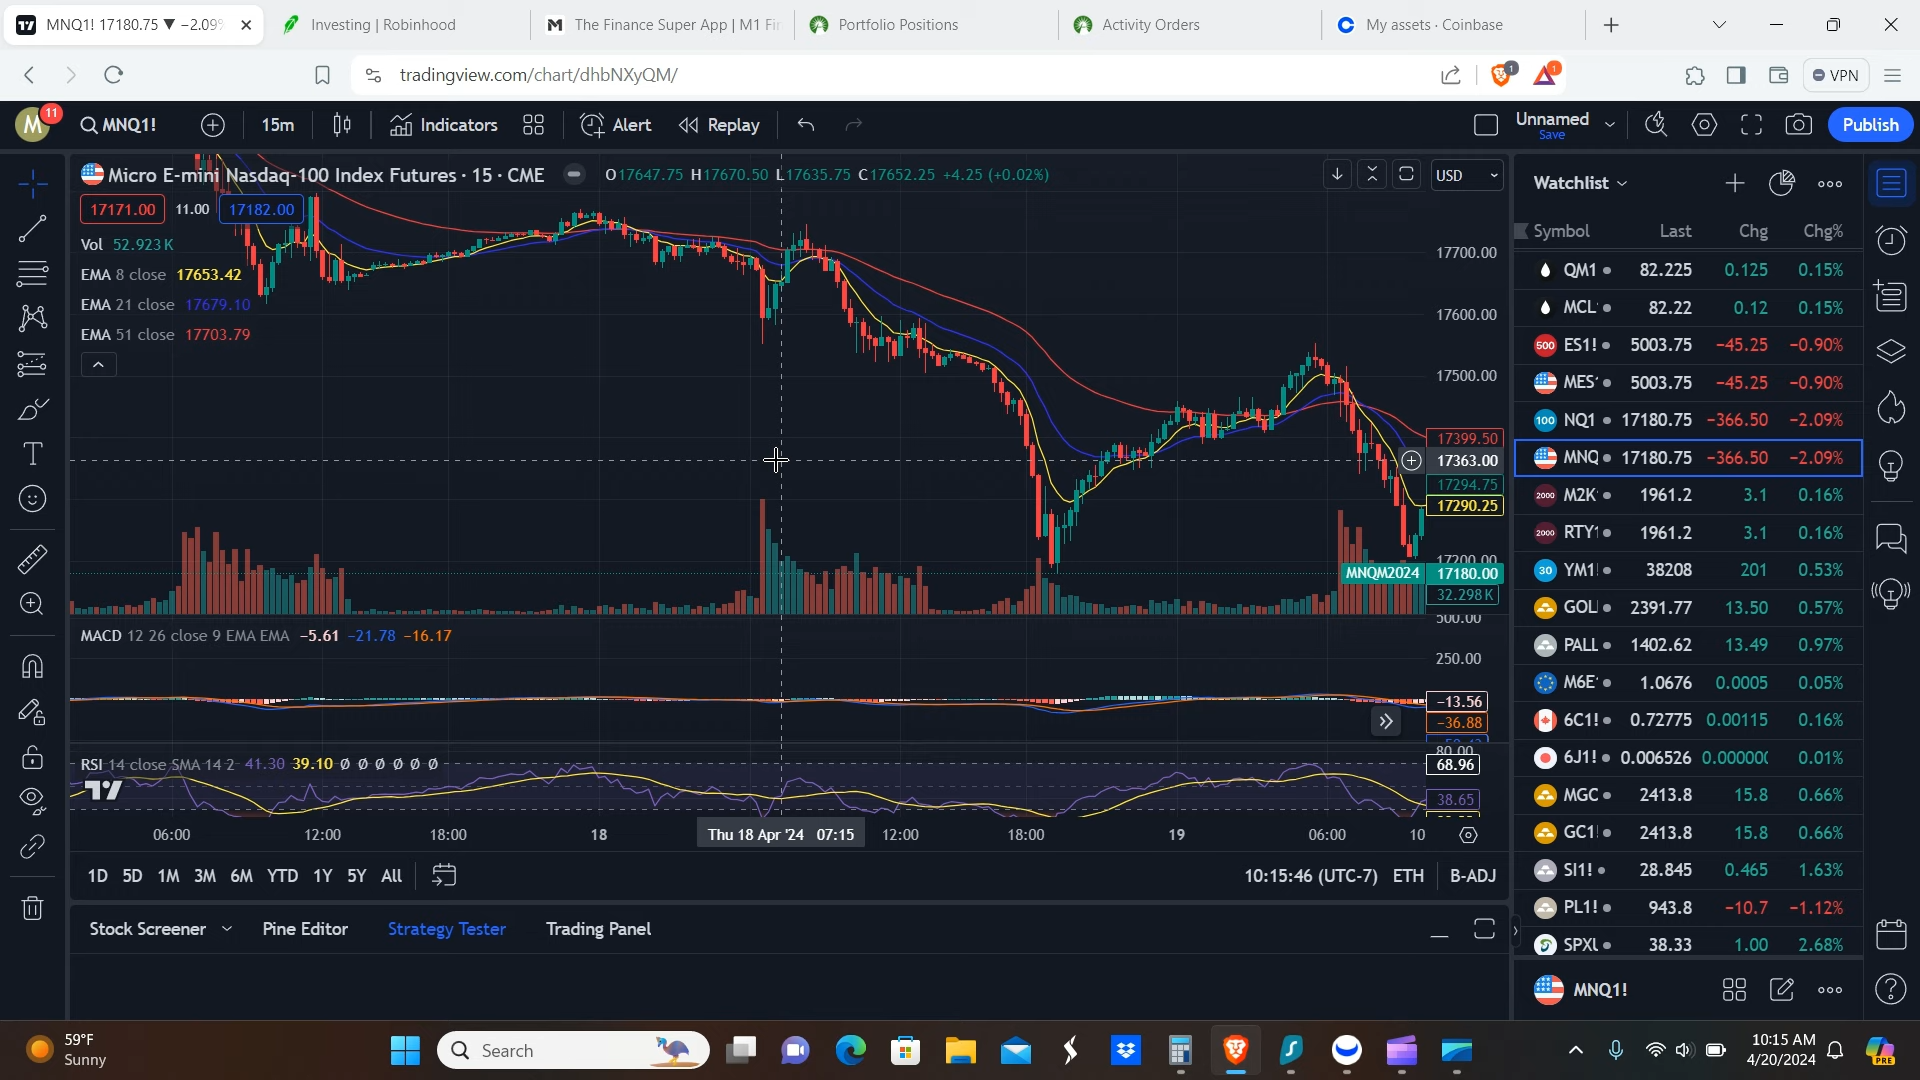 MNQ1! 17180.75 ▼ −2.09%
Investing | Robinhood
The Finance Super App | M1 Fi
Portfolio Positions
Activity Orders
My assets · Coinbase
tradingview.com/chart/dhbNXyQM/
VPN
M 11 MNQ1! 15m Indicators Alert Replay Unnamed Save Publish
Micro E-mini Nasdaq-100 Index Futures · 15 · CME O17647.75 H17670.50 L17635.75 C17652.25 +4.25 (+0.02%) USD
17171.00 11.00 17182.00
Vol 52.923K
EMA 8 close 17653.42
EMA 21 close 17679.10
EMA 51 close 17703.79
17700.00
17600.00
17500.00
17399.50
17363.00
17294.75
17290.25
17200.00
MNQM2024 17180.00
32.298K
MACD 12 26 close 9 EMA EMA −5.61 −21.78 −16.17
500.00
250.00
−13.56
−36.88
RSI 14 close SMA 14 2 41.30 39.10 Ø Ø Ø Ø Ø Ø
80.00
68.96
38.65
06:00 12:00 18:00 18 Thu 18 Apr '24 07:15 12:00 18:00 19 06:00 10
1D 5D 1M 3M 6M YTD 1Y 5Y All 10:15:46 (UTC-7) ETH B-ADJ
Stock Screener Pine Editor Strategy Tester Trading Panel
Watchlist
Symbol Last Chg Chg%
QM1 82.225 0.125 0.15%
MCL 82.22 0.12 0.15%
500 ES1! 5003.75 −45.25 −0.90%
MES 5003.75 −45.25 −0.90%
100 NQ1 17180.75 −366.50 −2.09%
MNQ 17180.75 −366.50 −2.09%
2000 M2K 1961.2 3.1 0.16%
2000 RTY1 1961.2 3.1 0.16%
30 YM1! 38208 201 0.53%
GOL 2391.77 13.50 0.57%
PALL 1402.62 13.49 0.97%
M6E 1.0676 0.0005 0.05%
6C1! 0.72775 0.00115 0.16%
6J1! 0.006526 0.000000 0.01%
MGC 2413.8 15.8 0.66%
GC1 2413.8 15.8 0.66%
SI1! 28.845 0.465 1.63%
PL1! 943.8 −10.7 −1.12%
SPXL 38.33 1.00 2.68%
MNQ1!
59°F
Sunny
Search
10:15 AM
4/20/2024
PRE